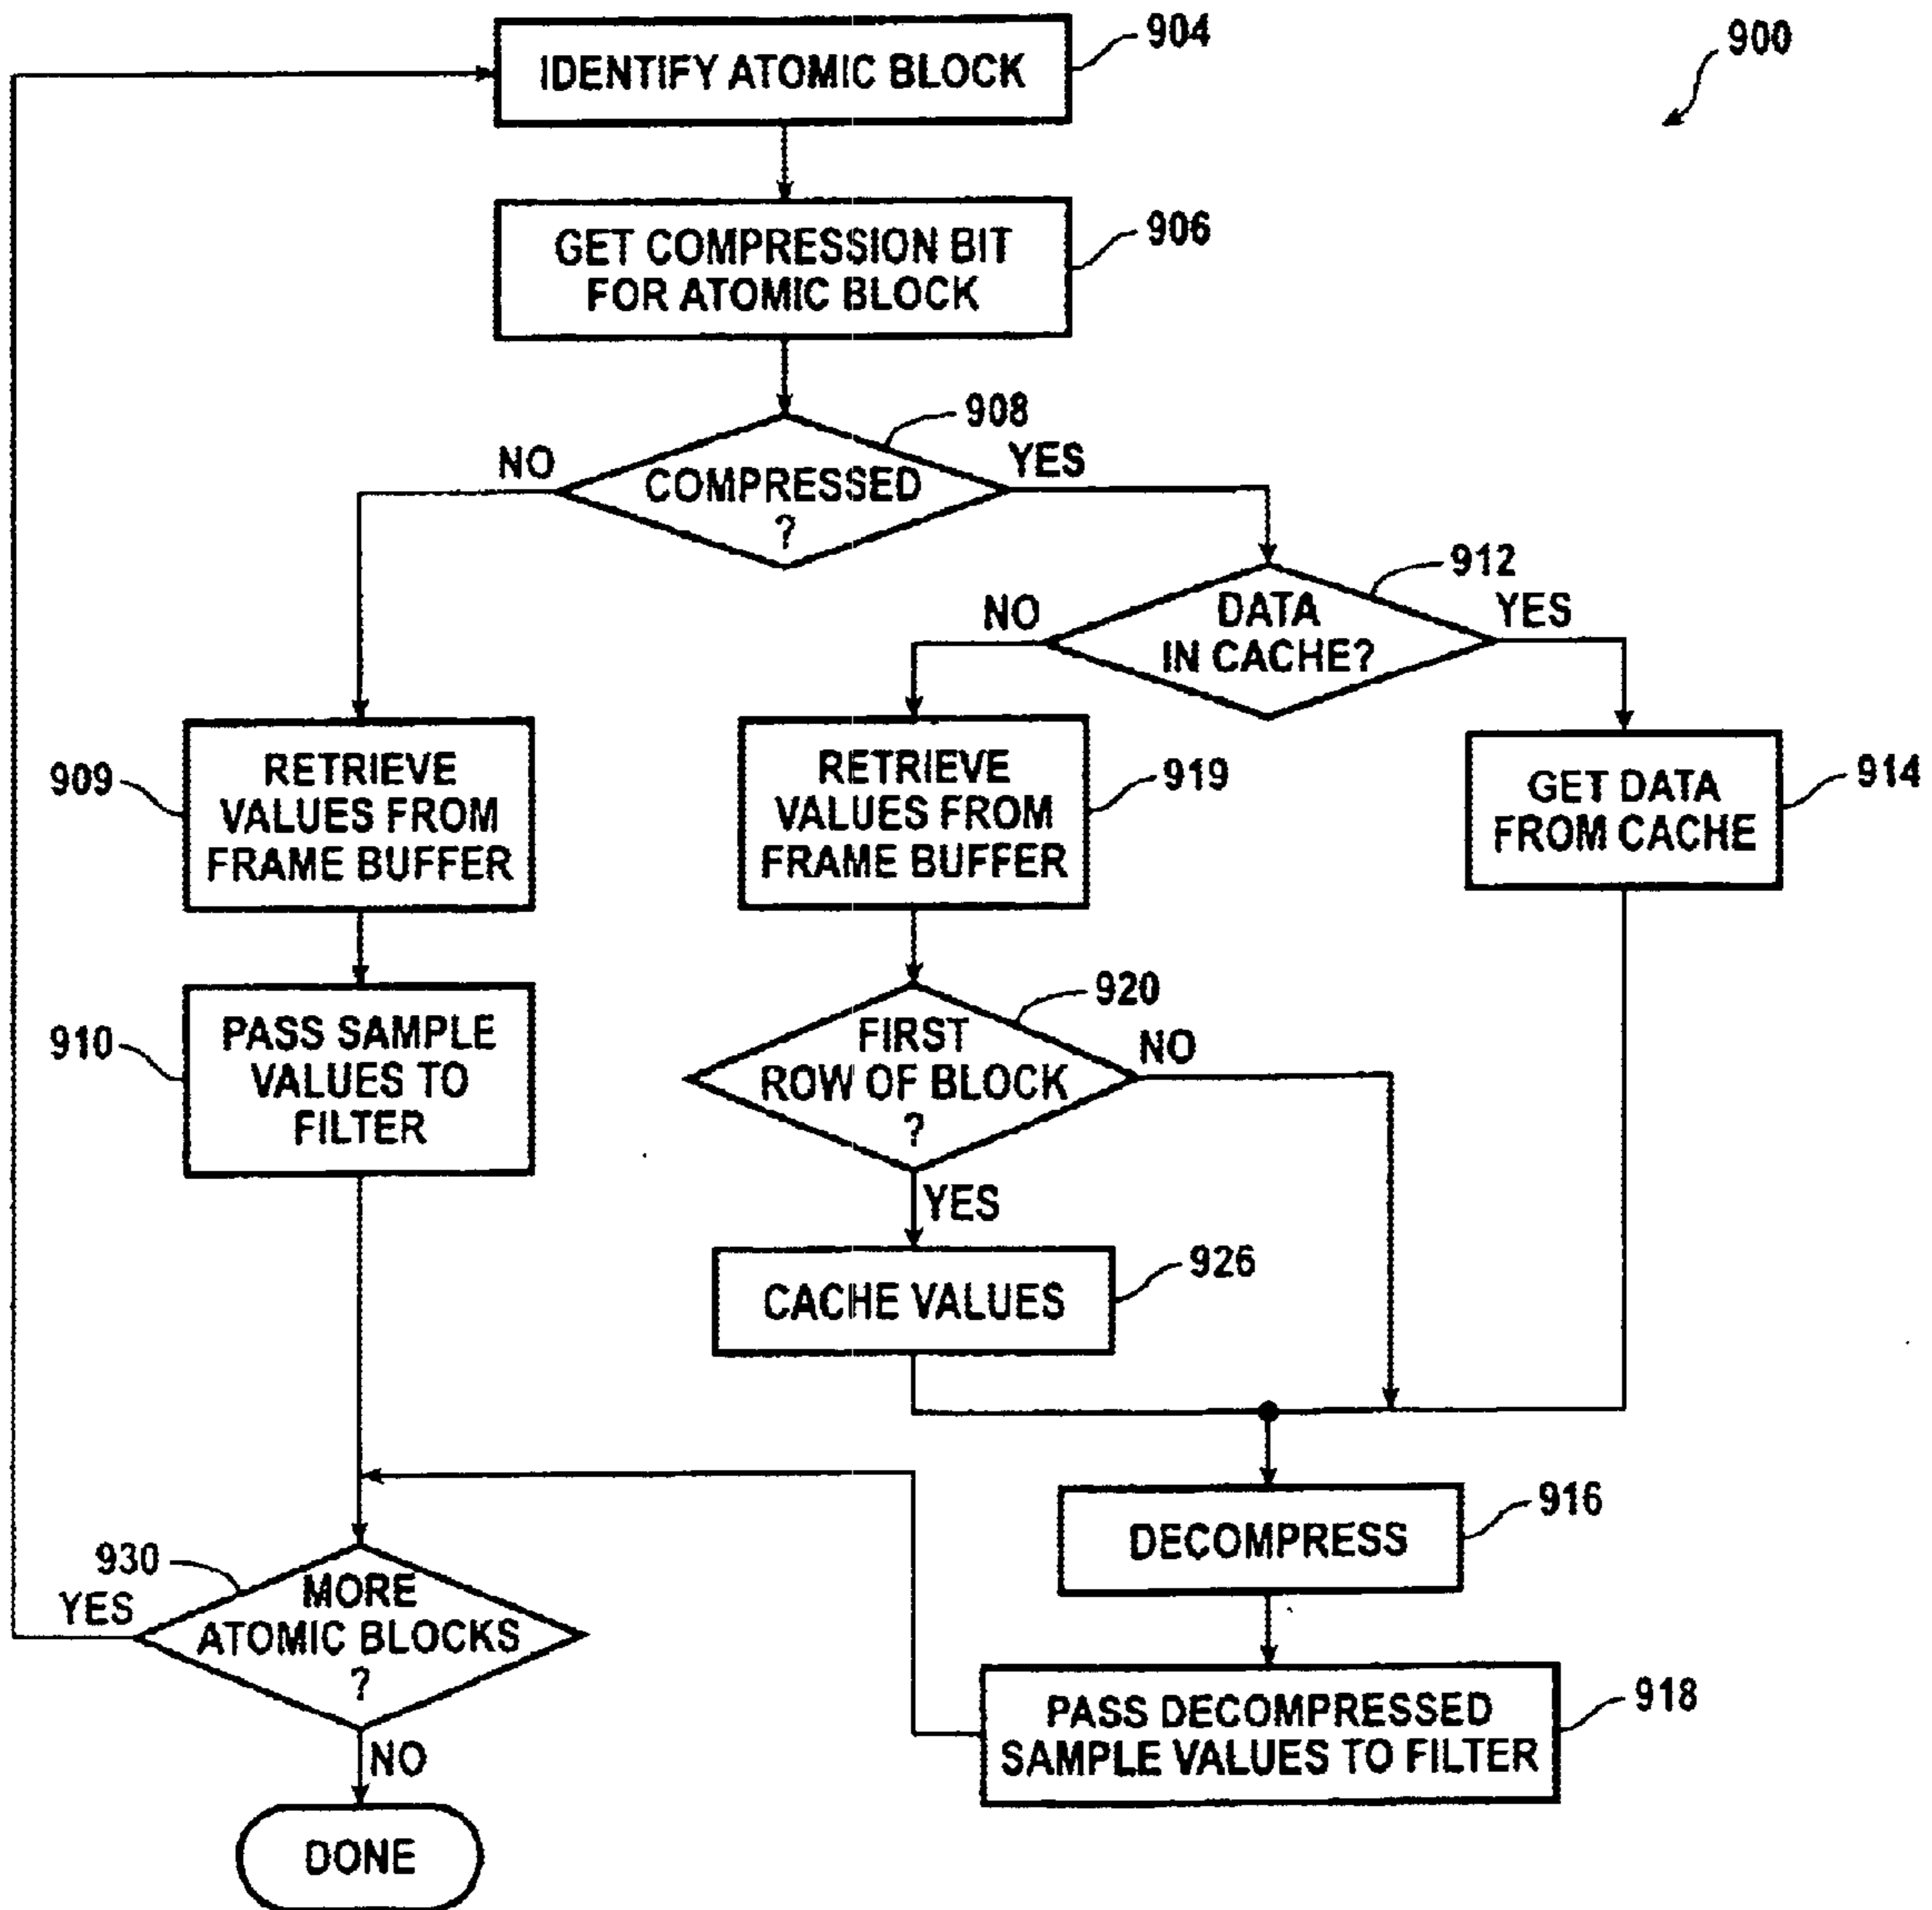 900
904
IDENTIFY ATOMIC BLOCK
906
GET COMPRESSION BIT
FOR ATOMIC BLOCK
908
NO
YES
COMPRESSED
?
912
NO
YES
DATA
IN CACHE?
909
RETRIEVE
VALUES FROM
FRAME BUFFER
919
RETRIEVE
VALUES FROM
FRAME BUFFER
914
GET DATA
FROM CACHE
910
PASS SAMPLE
VALUES TO
FILTER
920
FIRST
ROW OF BLOCK
?
NO
YES
926
CACHE VALUES
916
DECOMPRESS
930
YES
MORE
ATOMIC BLOCKS
?
918
PASS DECOMPRESSED
SAMPLE VALUES TO FILTER
NO
DONE